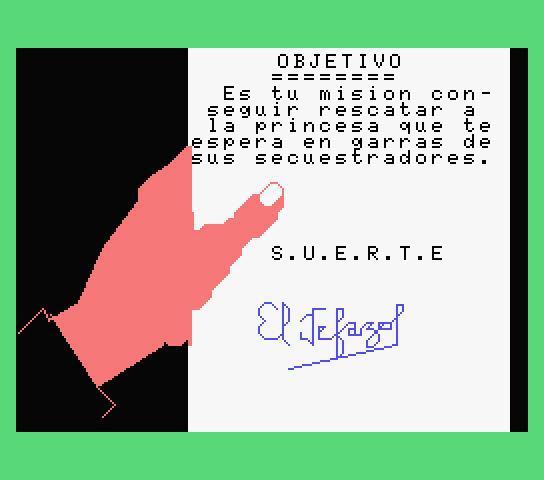 OBJETIVO
========
Es tu mision con-
seguir rescatar a
la princesa que te
espera en garras de
sus secuestradores.
S.U.E.R.T.E
El Jefazo